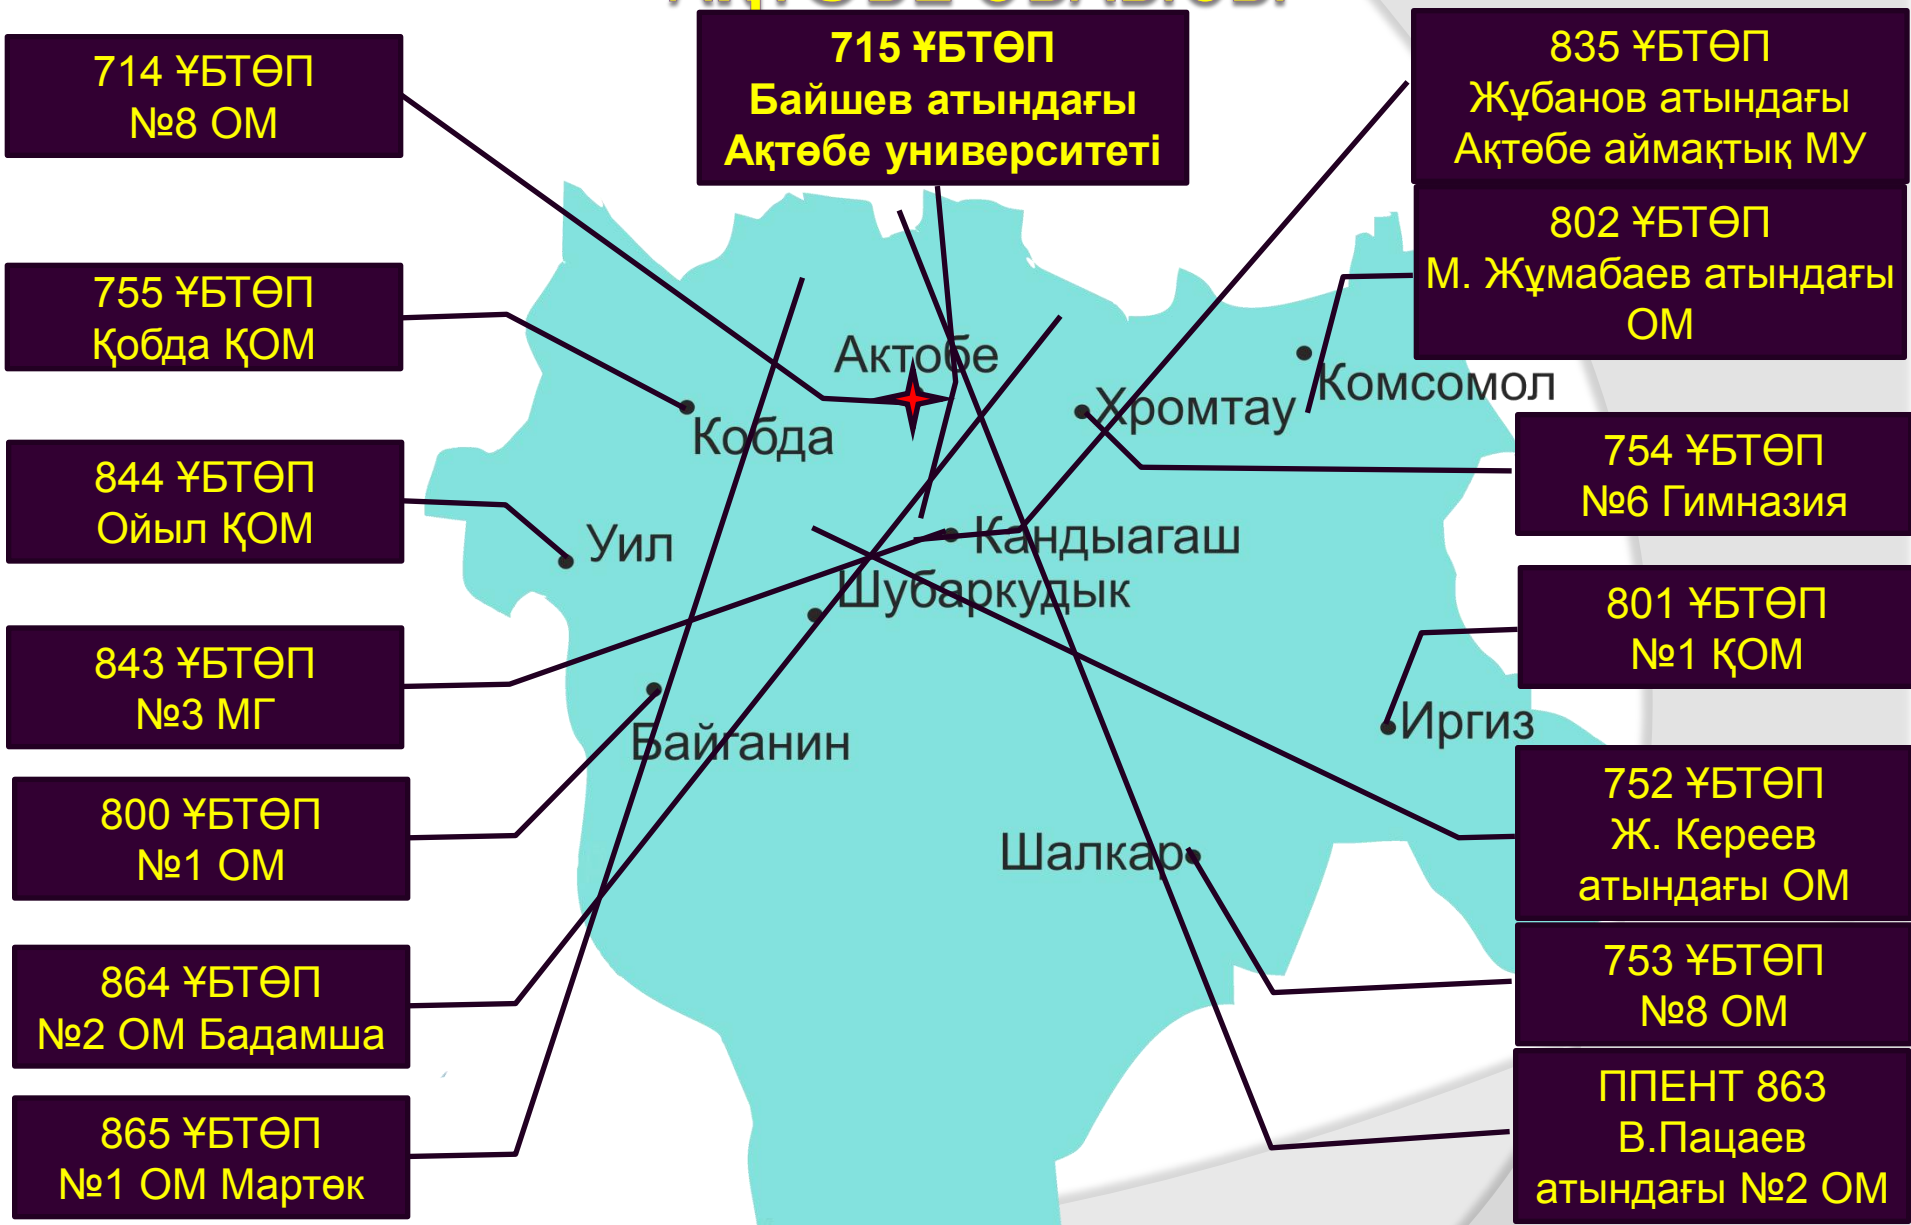 АҚТӨБЕ ОБЛЫСЫ
714 ҰБТӨП
№8 ОМ
715 ҰБТӨП
Байшев атындағы
Ақтөбе университеті
835 ҰБТӨП
Жұбанов атындағы
Ақтөбе аймақтық МУ
802 ҰБТӨП
М. Жұмабаев атындағы
ОМ
755 ҰБТӨП
Қобда ҚОМ
844 ҰБТӨП
Ойыл ҚОМ
843 ҰБТӨП
№3 МГ
800 ҰБТӨП
№1 ОМ
864 ҰБТӨП
№2 ОМ Бадамша
865 ҰБТӨП
№1 ОМ Мартөк
Актобе
Кобда
Хромтау
Комсомол
Уил
Кандыагаш
Шубаркудык
Байганин
Иргиз
Шалкар
754 ҰБТӨП
№6 Гимназия
801 ҰБТӨП
№1 ҚОМ
752 ҰБТӨП
Ж. Кереев
атындағы ОМ
753 ҰБТӨП
№8 ОМ
ППЕНТ 863
В.Пацаев
атындағы №2 ОМ